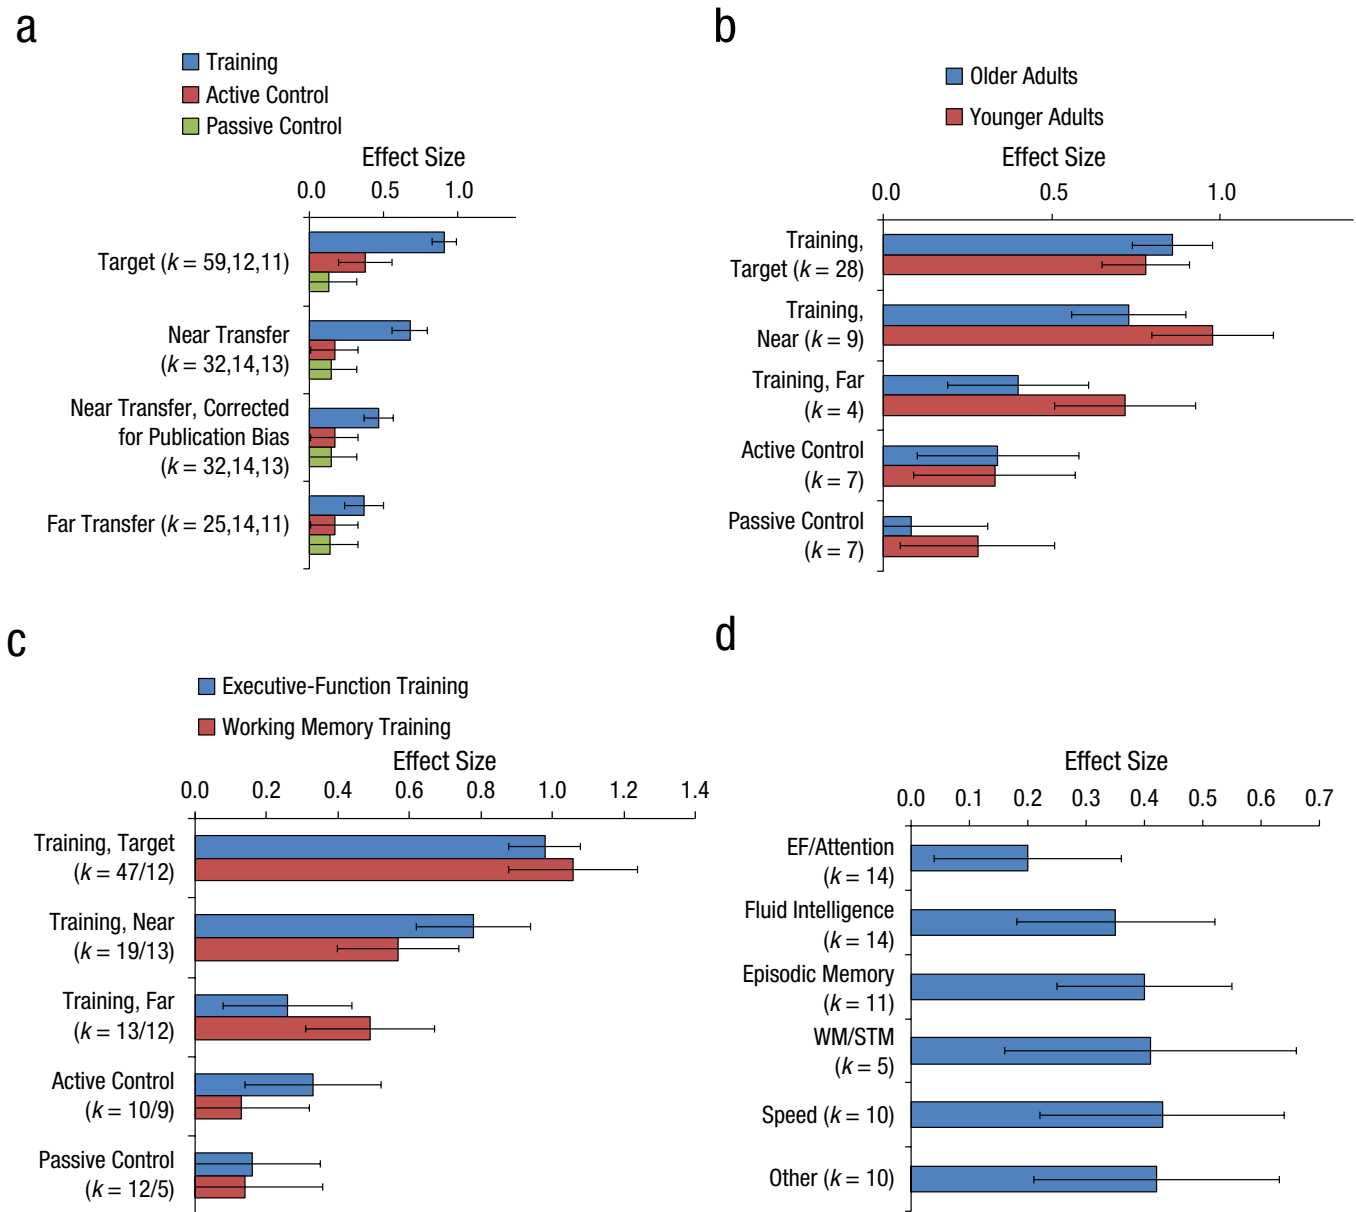 a
Training
Active Control
Passive Control
Effect Size
0.0 0.5 1.0
Target (k = 59,12,11)
Near Transfer
(k = 32,14,13)
Near Transfer, Corrected
for Publication Bias
(k = 32,14,13)
Far Transfer (k = 25,14,11)
b
Older Adults
Younger Adults
Effect Size
0.0 0.5 1.0
Training,
Target (k = 28)
Training,
Near (k = 9)
Training, Far
(k = 4)
Active Control
(k = 7)
Passive Control
(k = 7)
c
Executive-Function Training
Working Memory Training
Effect Size
0.0 0.2 0.4 0.6 0.8 1.0 1.2 1.4
Training, Target
(k = 47/12)
Training, Near
(k = 19/13)
Training, Far
(k = 13/12)
Active Control
(k = 10/9)
Passive Control
(k = 12/5)
d
Effect Size
0.0 0.1 0.2 0.3 0.4 0.5 0.6 0.7
EF/Attention
(k = 14)
Fluid Intelligence
(k = 14)
Episodic Memory
(k = 11)
WM/STM
(k = 5)
Speed (k = 10)
Other (k = 10)